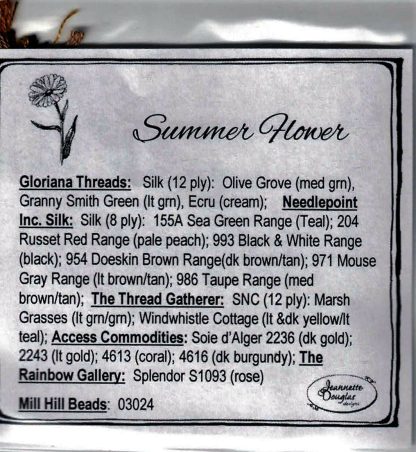 Summer Flower
Gloriana Threads: Silk (12 ply): Olive Grove (med grn),
Granny Smith Green (lt grn), Ecru (cream); Needlepoint
Inc. Silk: Silk (8 ply): 155A Sea Green Range (Teal); 204
Russet Red Range (pale peach); 993 Black & White Range
(black); 954 Doeskin Brown Range(dk brown/tan); 971 Mouse
Gray Range (lt brown/tan); 986 Taupe Range (med
brown/tan); The Thread Gatherer: SNC (12 ply): Marsh
Grasses (lt grn/grn); Windwhistle Cottage (lt &dk yellow/lt
teal); Access Commodities: Soie d'Alger 2236 (dk gold);
2243 (lt gold); 4613 (coral); 4616 (dk burgundy); The
Rainbow Gallery: Splendor S1093 (rose)
Mill Hill Beads: 03024
Jeannette
Douglas
designs